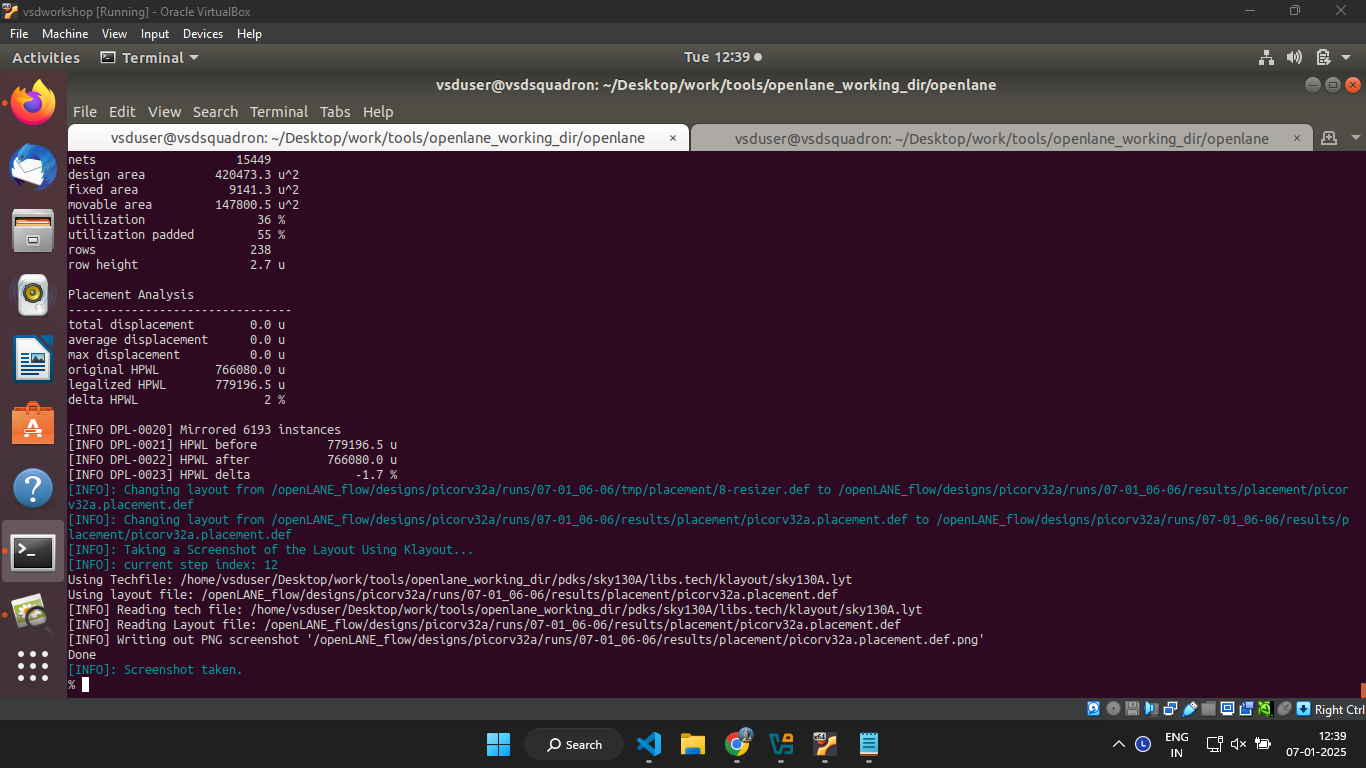 vsdworkshop [Running] - Oracle VirtualBox
File Machine View Input Devices Help
Activities Terminal Tue 12:39
vsduser@vsdsquadron: ~/Desktop/work/tools/openlane_working_dir/openlane
File Edit View Search Terminal Tabs Help
vsduser@vsdsquadron: ~/Desktop/work/tools/openlane_working_dir/openlane × vsduser@vsdsquadron: ~/Desktop/work/tools/openlane_working_dir/openlane ×
nets 15449
design area 420473.3 u^2
fixed area 9141.3 u^2
movable area 147800.5 u^2
utilization 36 %
utilization padded 55 %
rows 238
row height 2.7 u
Placement Analysis
--------------------------------
total displacement 0.0 u
average displacement 0.0 u
max displacement 0.0 u
original HPWL 766080.0 u
legalized HPWL 779196.5 u
delta HPWL 2 %
[INFO DPL-0020] Mirrored 6193 instances
[INFO DPL-0021] HPWL before 779196.5 u
[INFO DPL-0022] HPWL after 766080.0 u
[INFO DPL-0023] HPWL delta -1.7 %
[INFO]: Changing layout from /openLANE_flow/designs/picorv32a/runs/07-01_06-06/tmp/placement/8-resizer.def to /openLANE_flow/designs/picorv32a/runs/07-01_06-06/results/placement/picor
v32a.placement.def
[INFO]: Changing layout from /openLANE_flow/designs/picorv32a/runs/07-01_06-06/results/placement/picorv32a.placement.def to /openLANE_flow/designs/picorv32a/runs/07-01_06-06/results/p
lacement/picorv32a.placement.def
[INFO]: Taking a Screenshot of the Layout Using Klayout...
[INFO]: current step index: 12
Using Techfile: /home/vsduser/Desktop/work/tools/openlane_working_dir/pdks/sky130A/libs.tech/klayout/sky130A.lyt
Using layout file: /openLANE_flow/designs/picorv32a/runs/07-01_06-06/results/placement/picorv32a.placement.def
[INFO] Reading tech file: /home/vsduser/Desktop/work/tools/openlane_working_dir/pdks/sky130A/libs.tech/klayout/sky130A.lyt
[INFO] Reading Layout file: /openLANE_flow/designs/picorv32a/runs/07-01_06-06/results/placement/picorv32a.placement.def
[INFO] Writing out PNG screenshot '/openLANE_flow/designs/picorv32a/runs/07-01_06-06/results/placement/picorv32a.placement.def.png'
Done
[INFO]: Screenshot taken.
%
Right Ctrl
Search
ENG
IN
12:39
07-01-2025